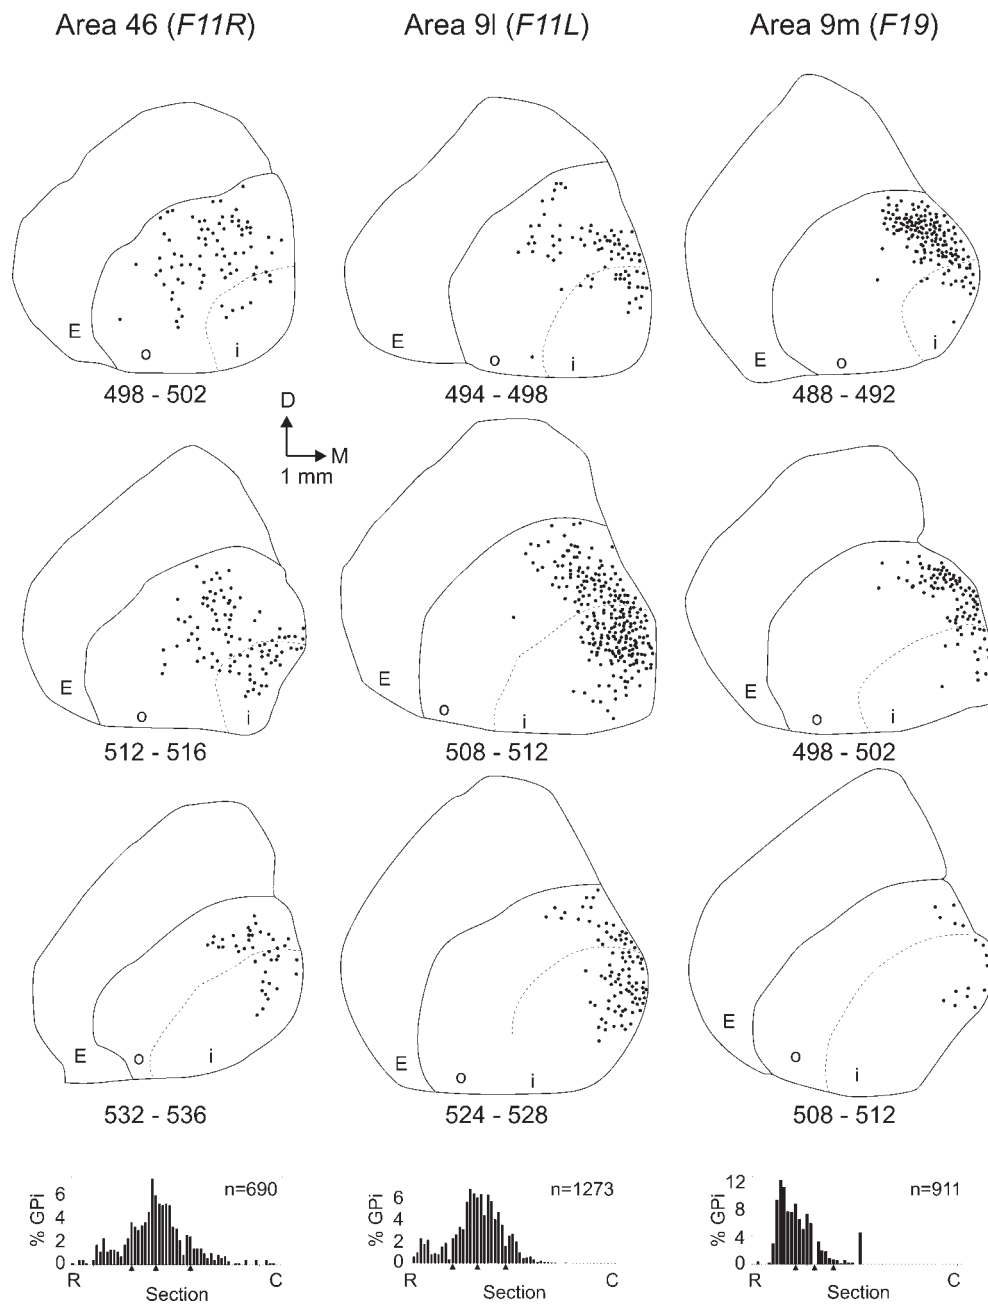 Area 46 (F11R) Area 9l (F11L) Area 9m (F19)
E o i
498 - 502
E o i
494 - 498
E o i
488 - 492
D
M
1 mm
E o i
512 - 516
E o i
508 - 512
E o i
498 - 502
E o i
532 - 536
E o i
524 - 528
E o i
508 - 512
% GPi
6
4
2
0
n=690
R C
Section
% GPi
6
4
2
0
n=1273
R C
Section
% GPi
12
8
4
0
n=911
R C
Section